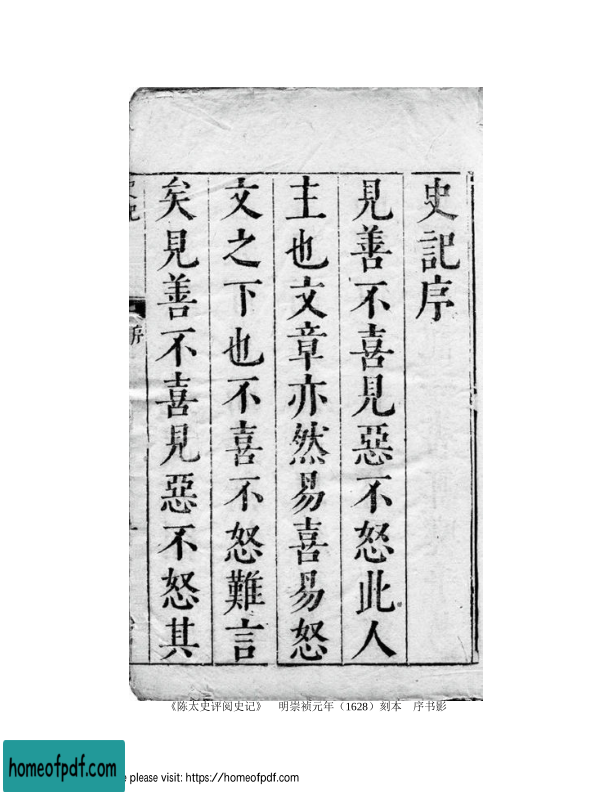 史記序
見善不喜見惡不怒此人
主也文章亦然易喜易怒
文之下也不喜不怒難言
矣見善不喜見惡不怒其
序
《陈太史评阅史记》 明崇祯元年（1628）刻本 序书影
homeofpdf.com
e please visit: https://homeofpdf.com